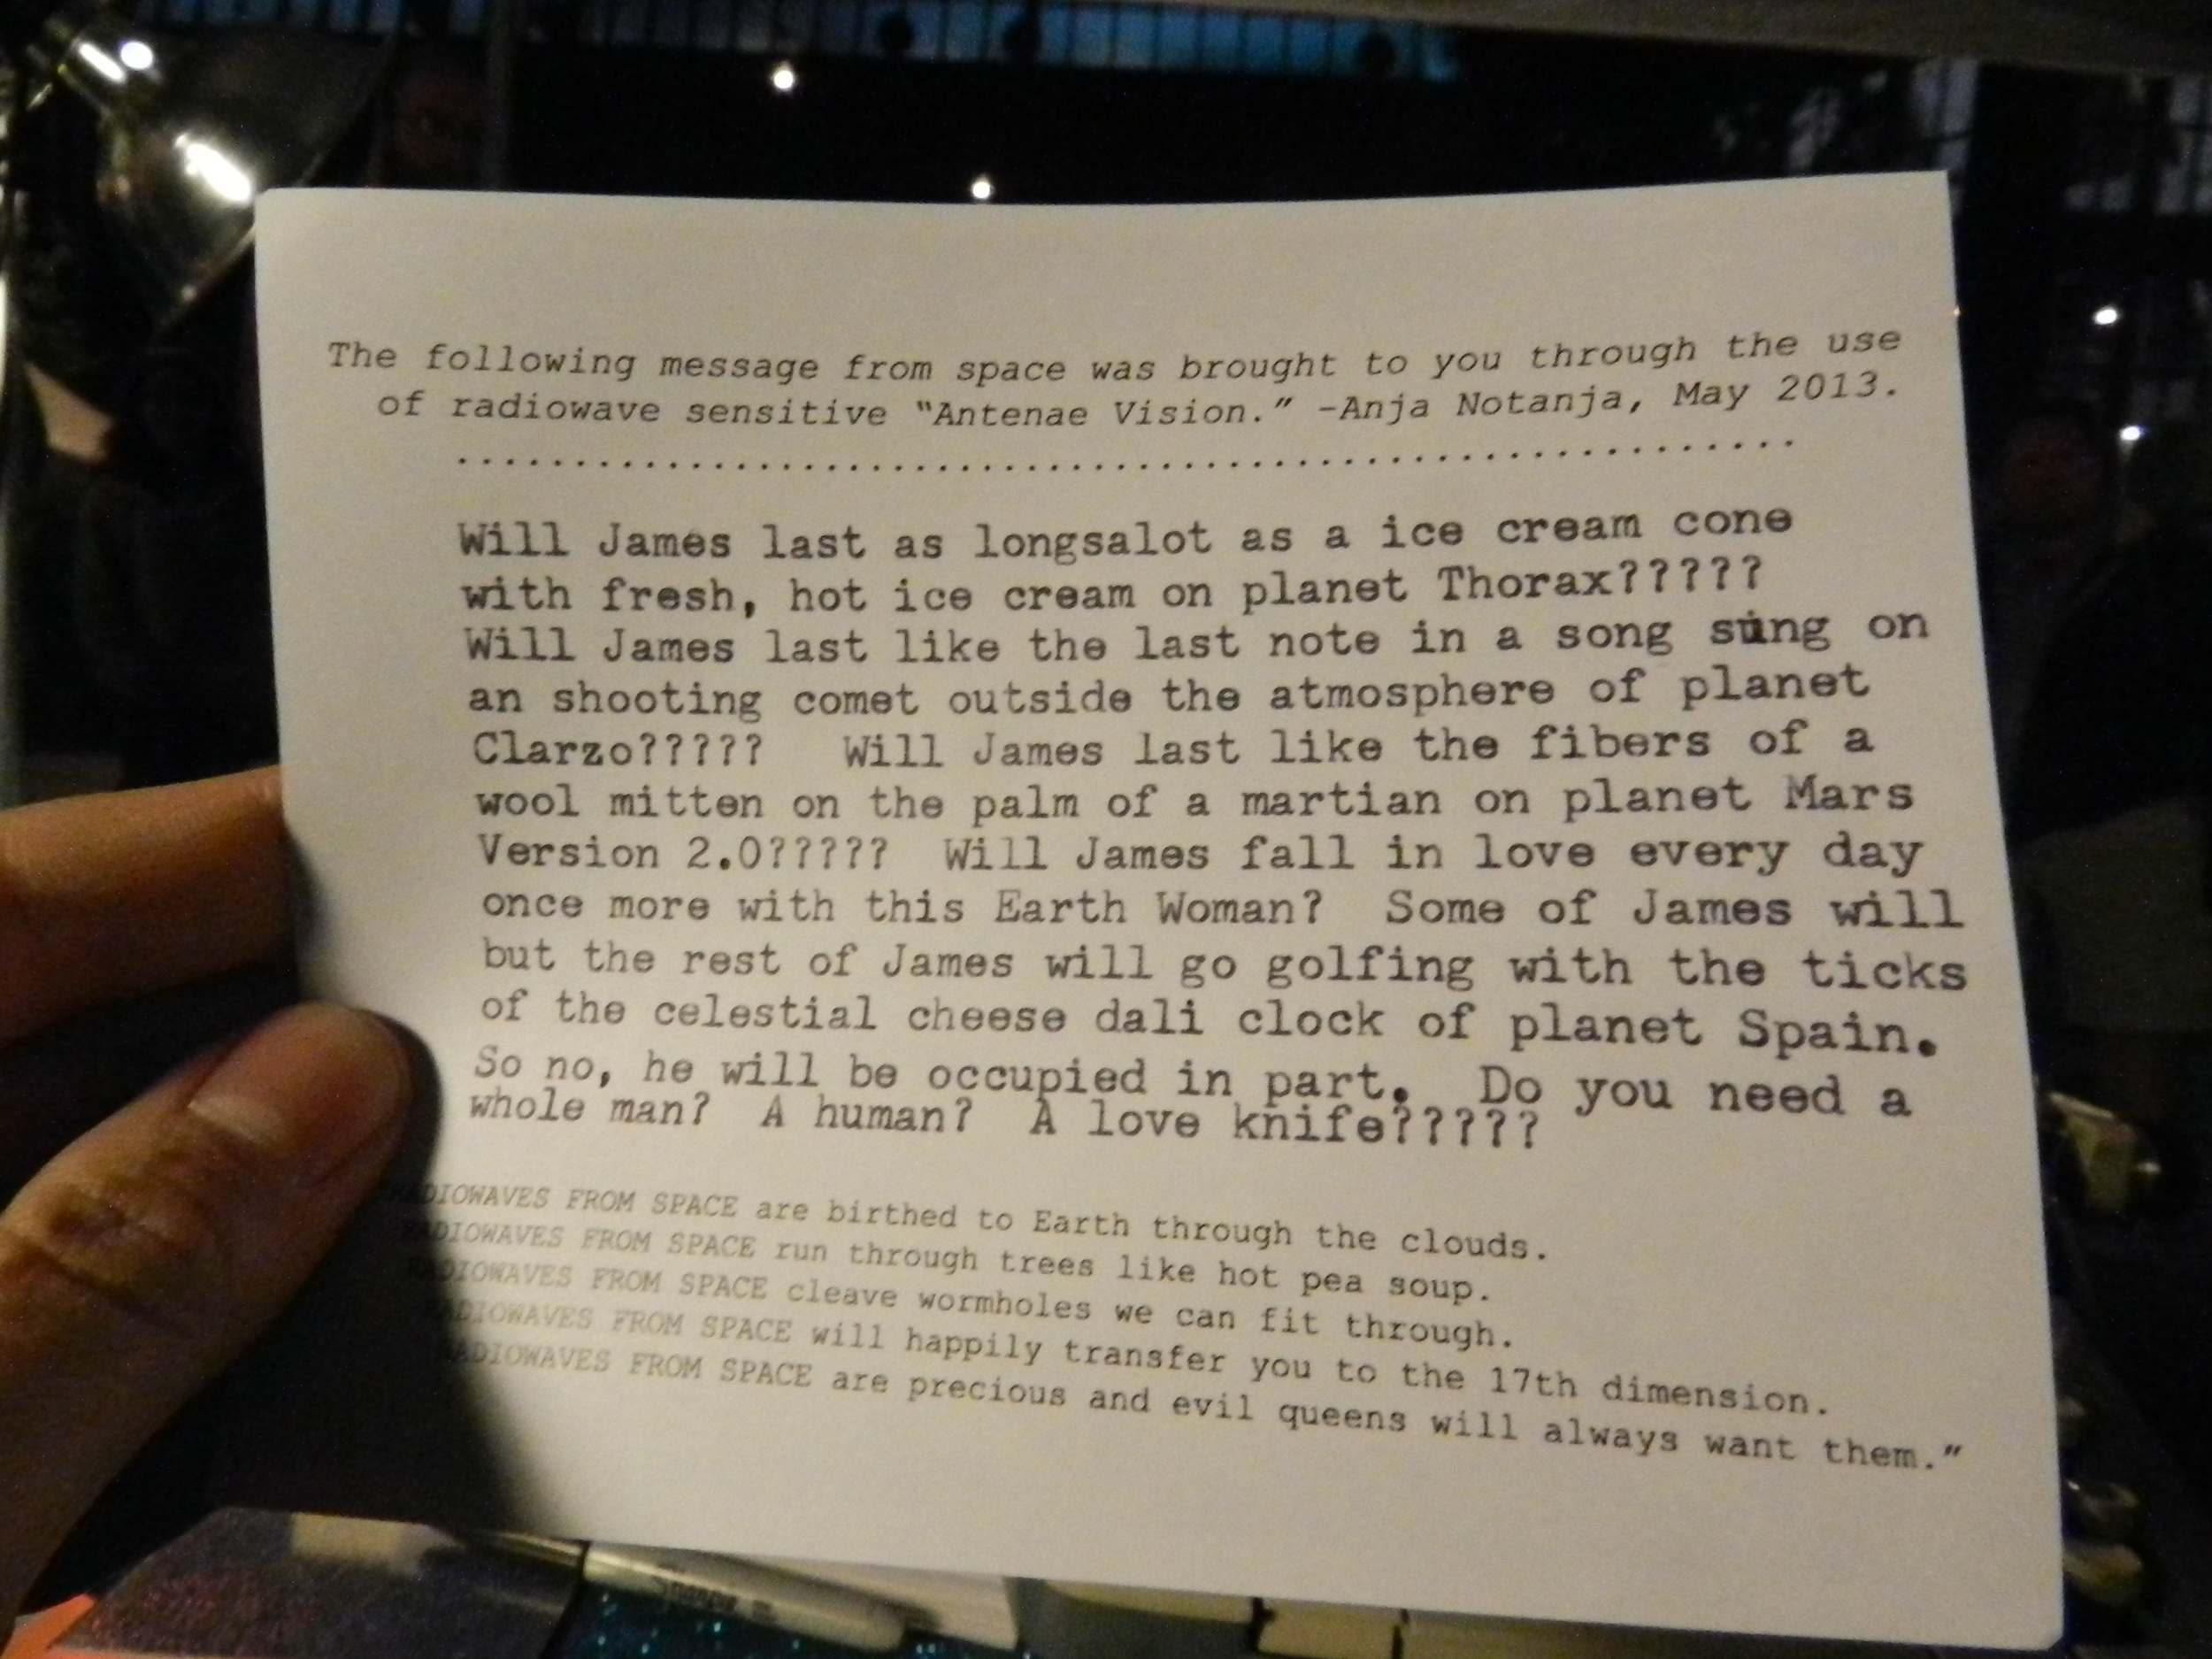 The following message from space was brought to you through the use
of radiowave sensitive "Antenae Vision." -Anja Notanja, May 2013.
......................................................
Will James last as longsalot as a ice cream cone
with fresh, hot ice cream on planet Thorax?????
Will James last like the last note in a song sung on
an shooting comet outside the atmosphere of planet
Clarzo?????   Will James last like the fibers of a
wool mitten on the palm of a martian on planet Mars
Version 2.0?????  Will James fall in love every day
once more with this Earth Woman?  Some of James will
but the rest of James will go golfing with the ticks
of the celestial cheese dali clock of planet Spain.
So no, he will be occupied in part.  Do you need a
whole man?  A human?  A love knife?????
RADIOWAVES FROM SPACE are birthed to Earth through the clouds.
RADIOWAVES FROM SPACE run through trees like hot pea soup.
RADIOWAVES FROM SPACE cleave wormholes we can fit through.
RADIOWAVES FROM SPACE will happily transfer you to the 17th dimension.
RADIOWAVES FROM SPACE are precious and evil queens will always want them."